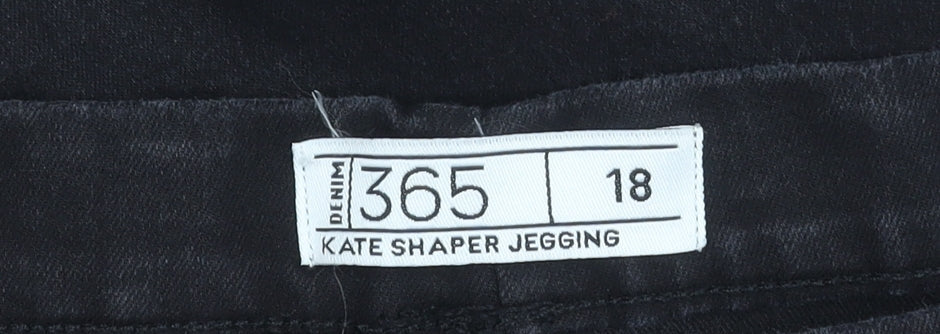 DENIM 365 18
KATE SHAPER JEGGING